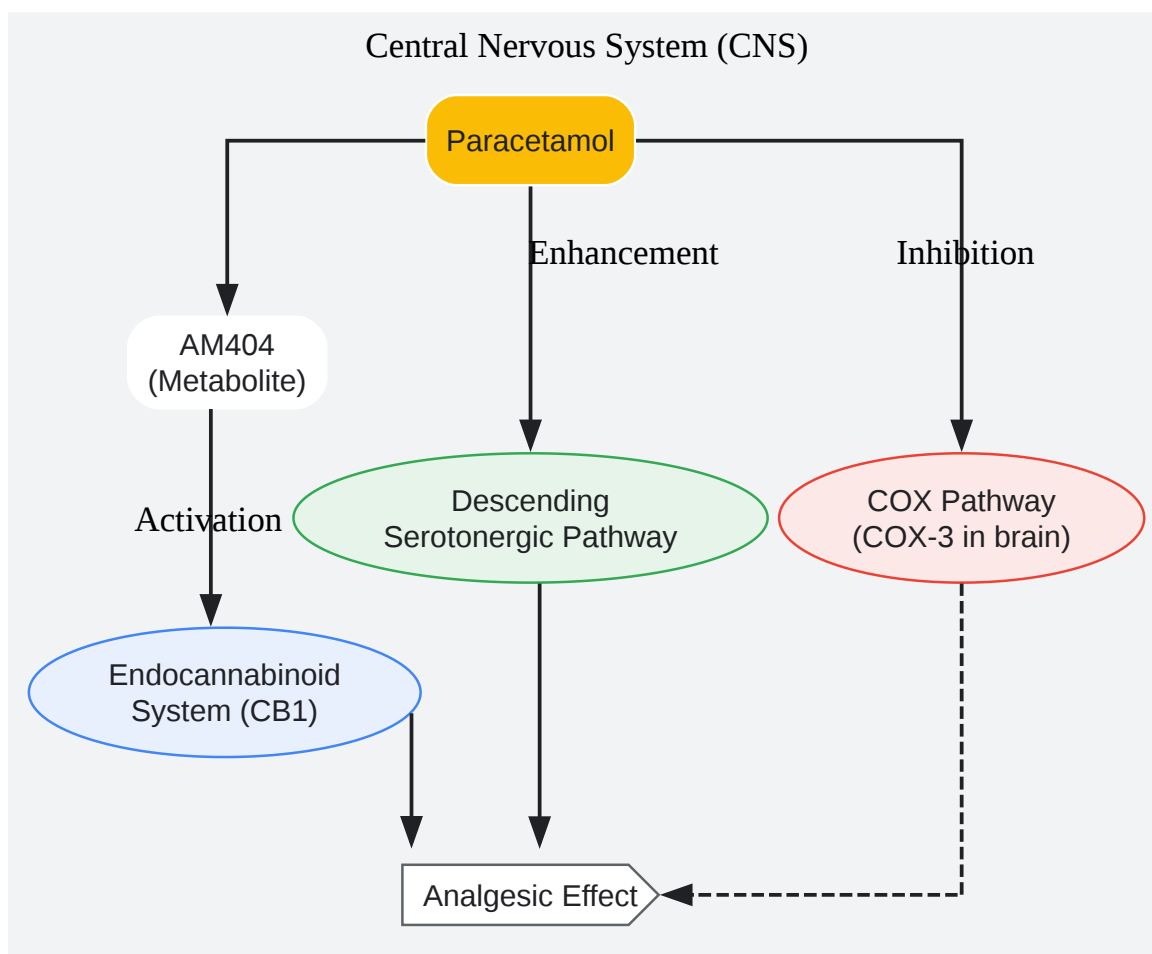 Central Nervous System (CNS)
Paracetamol
Enhancement
Inhibition
AM404
(Metabolite)
Activation
Descending
Serotonergic Pathway
COX Pathway
(COX-3 in brain)
Endocannabinoid
System (CB1)
Analgesic Effect